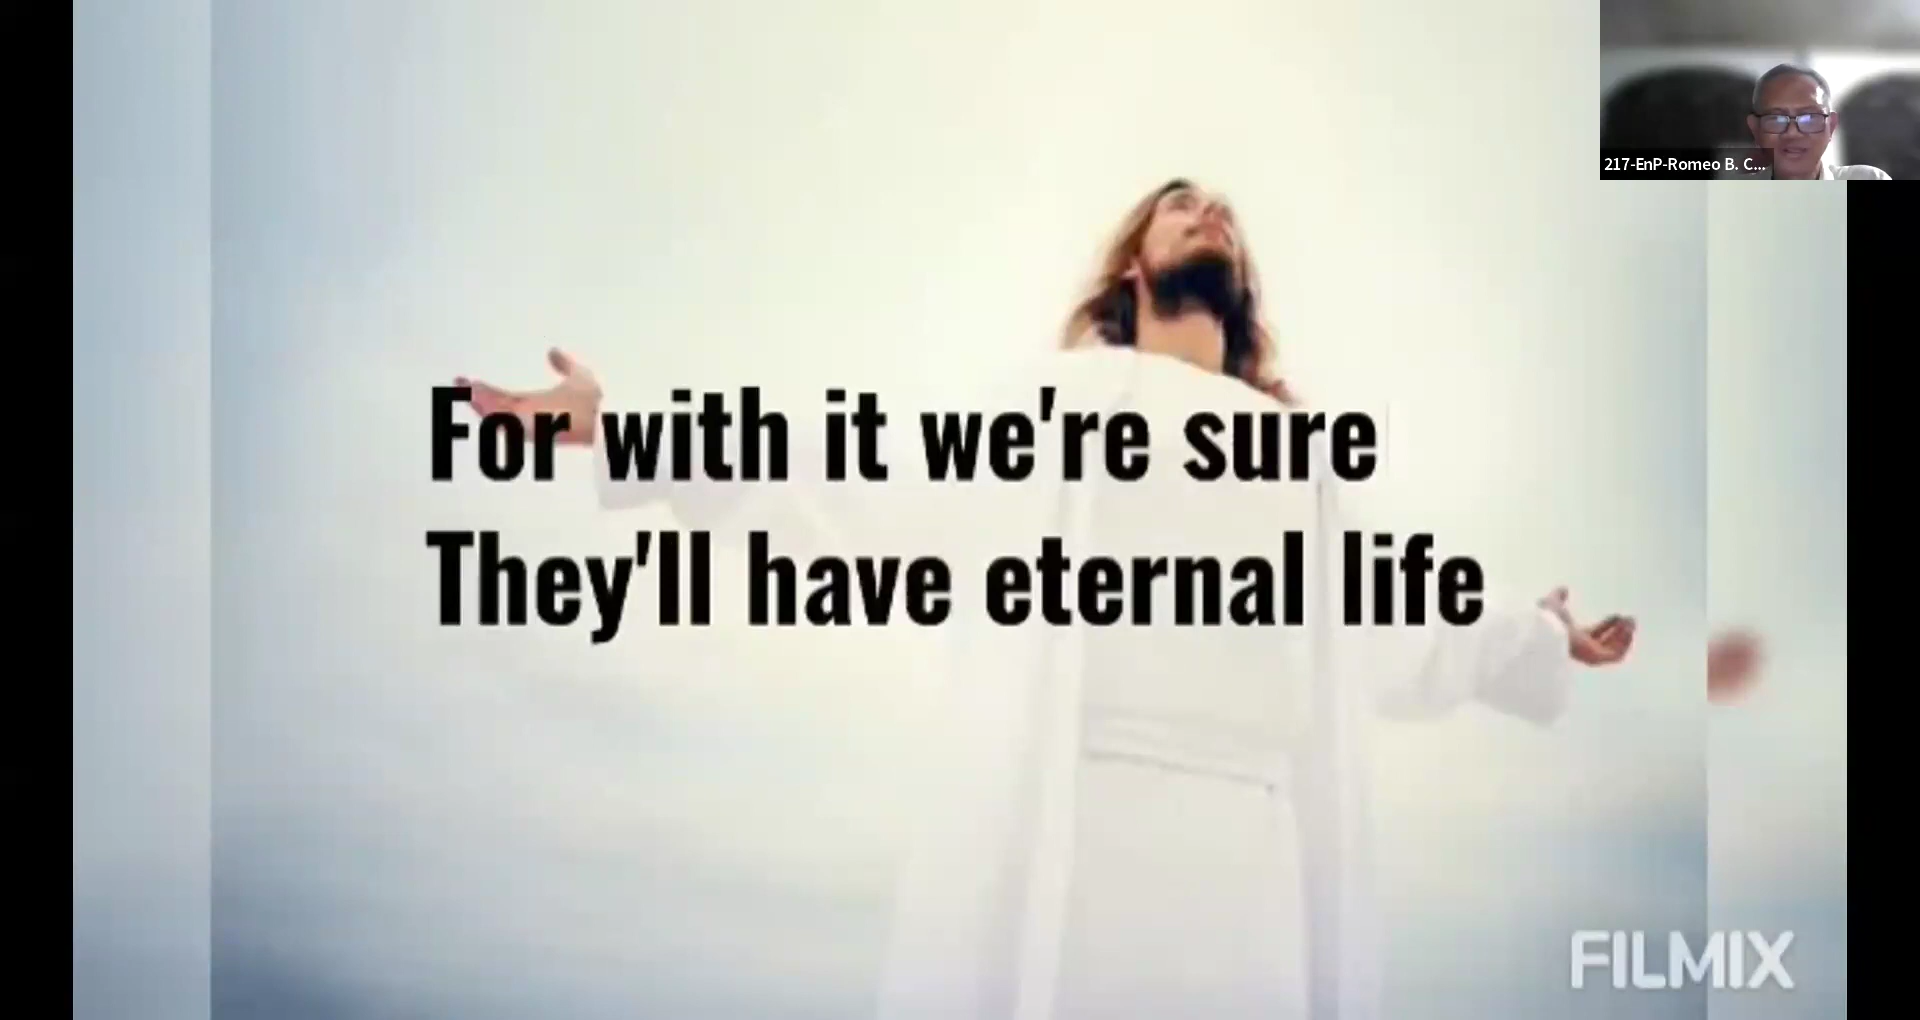 217-EnP-Romeo B. C...
For with it we're sure
They'll have eternal life
FILMIX